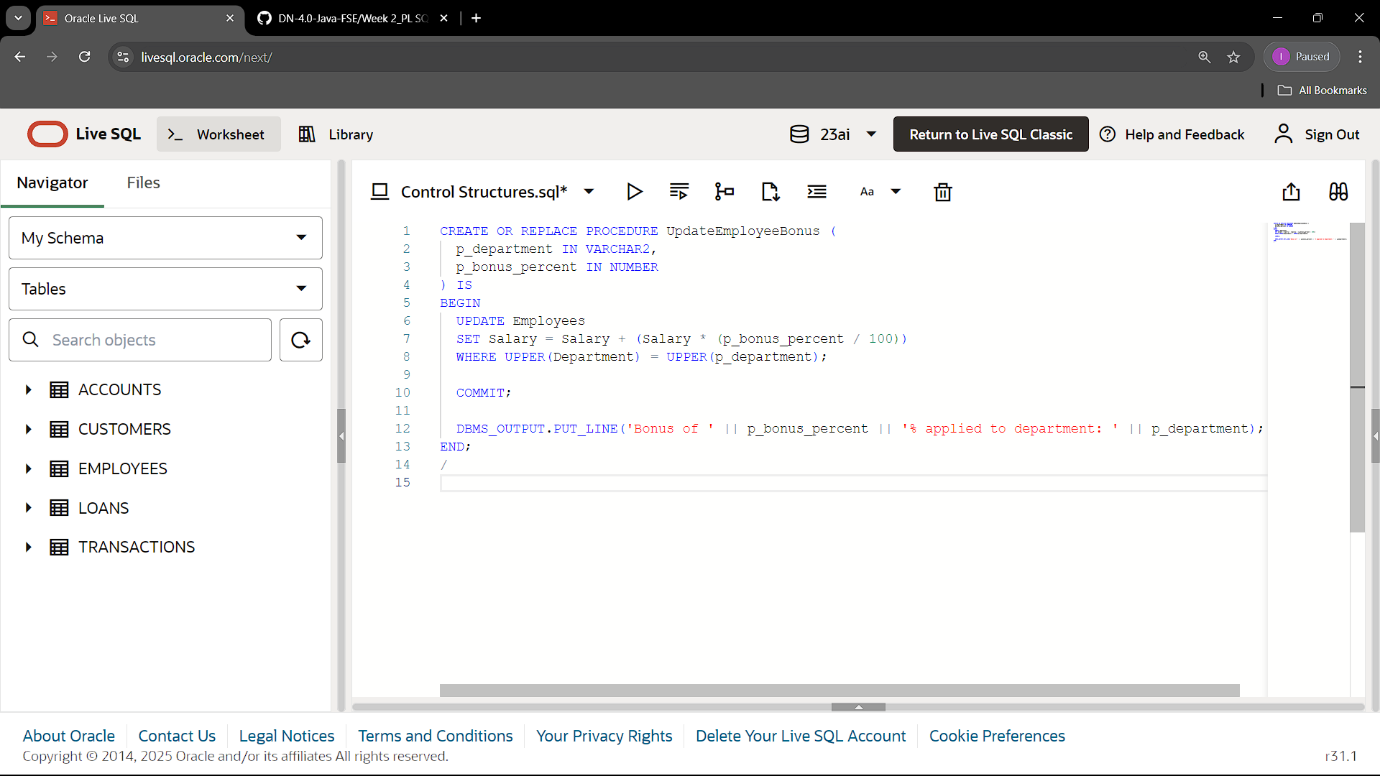 Oracle Live SQL
DN-4.0-Java-FSE/Week 2_PL SQ
livesql.oracle.com/next/
I
Paused
All Bookmarks
Live SQL
Worksheet
Library
23ai
Return to Live SQL Classic
Help and Feedback
Sign Out
Navigator
Files
My Schema
Tables
Search objects
ACCOUNTS
CUSTOMERS
EMPLOYEES
LOANS
TRANSACTIONS
Control Structures.sql*
Aa
1 CREATE OR REPLACE PROCEDURE UpdateEmployeeBonus (
2 p_department IN VARCHAR2,
3 p_bonus_percent IN NUMBER
4 ) IS
5 BEGIN
6 UPDATE Employees
7 SET Salary = Salary + (Salary * (p_bonus_percent / 100))
8 WHERE UPPER(Department) = UPPER(p_department);
9
10 COMMIT;
11
12 DBMS_OUTPUT.PUT_LINE('Bonus of ' || p_bonus_percent || '% applied to department: ' || p_department);
13 END;
14 /
15
About Oracle
Contact Us
Legal Notices
Terms and Conditions
Your Privacy Rights
Delete Your Live SQL Account
Cookie Preferences
Copyright © 2014, 2025 Oracle and/or its affiliates All rights reserved.
r31.1